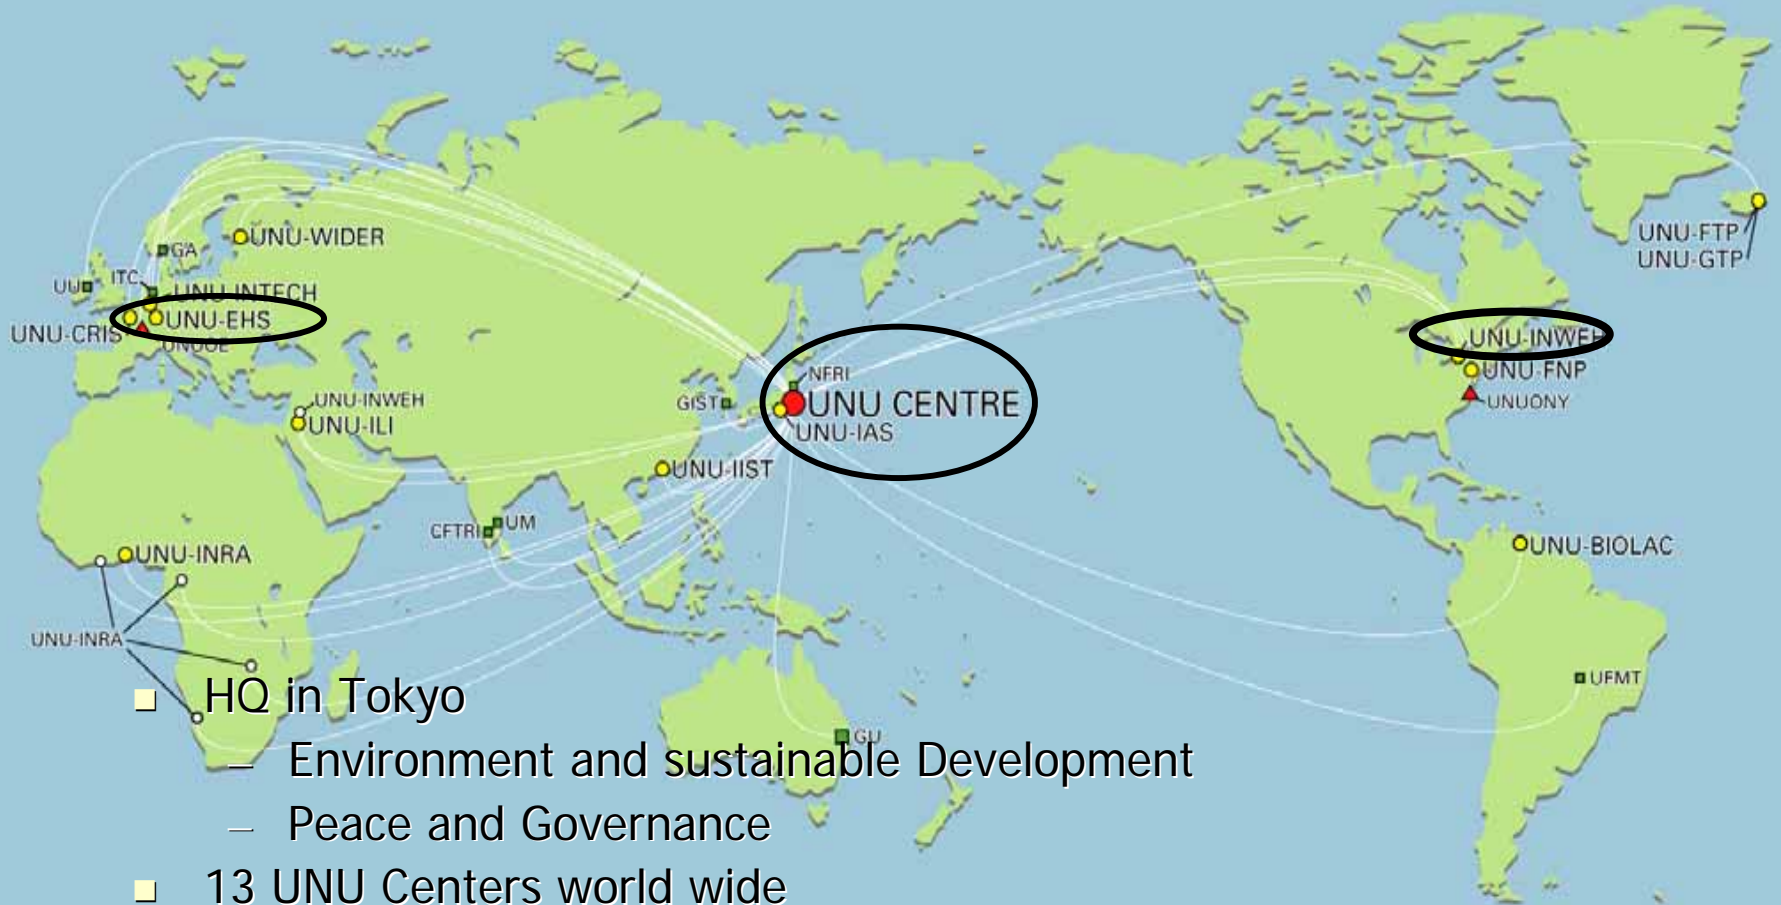 UNU-WIDER
GA
UU
ITC
UNU-INTECH
UNU-EHS
UNU-CRIS
UNUOE
UNU-INWEH
UNU-ILI
GIST
NFRI
UNU CENTRE
UNU-IAS
UNU-IIST
CFTRI
UM
UNU-INRA
UNU-INRA
GU
UNU-FTP
UNU-GTP
UNU-INWEH
UNU-FNP
UNUONY
UNU-BIOLAC
UFMT
HQ in Tokyo
– Environment and sustainable Development
– Peace and Governance
13 UNU Centers world wide